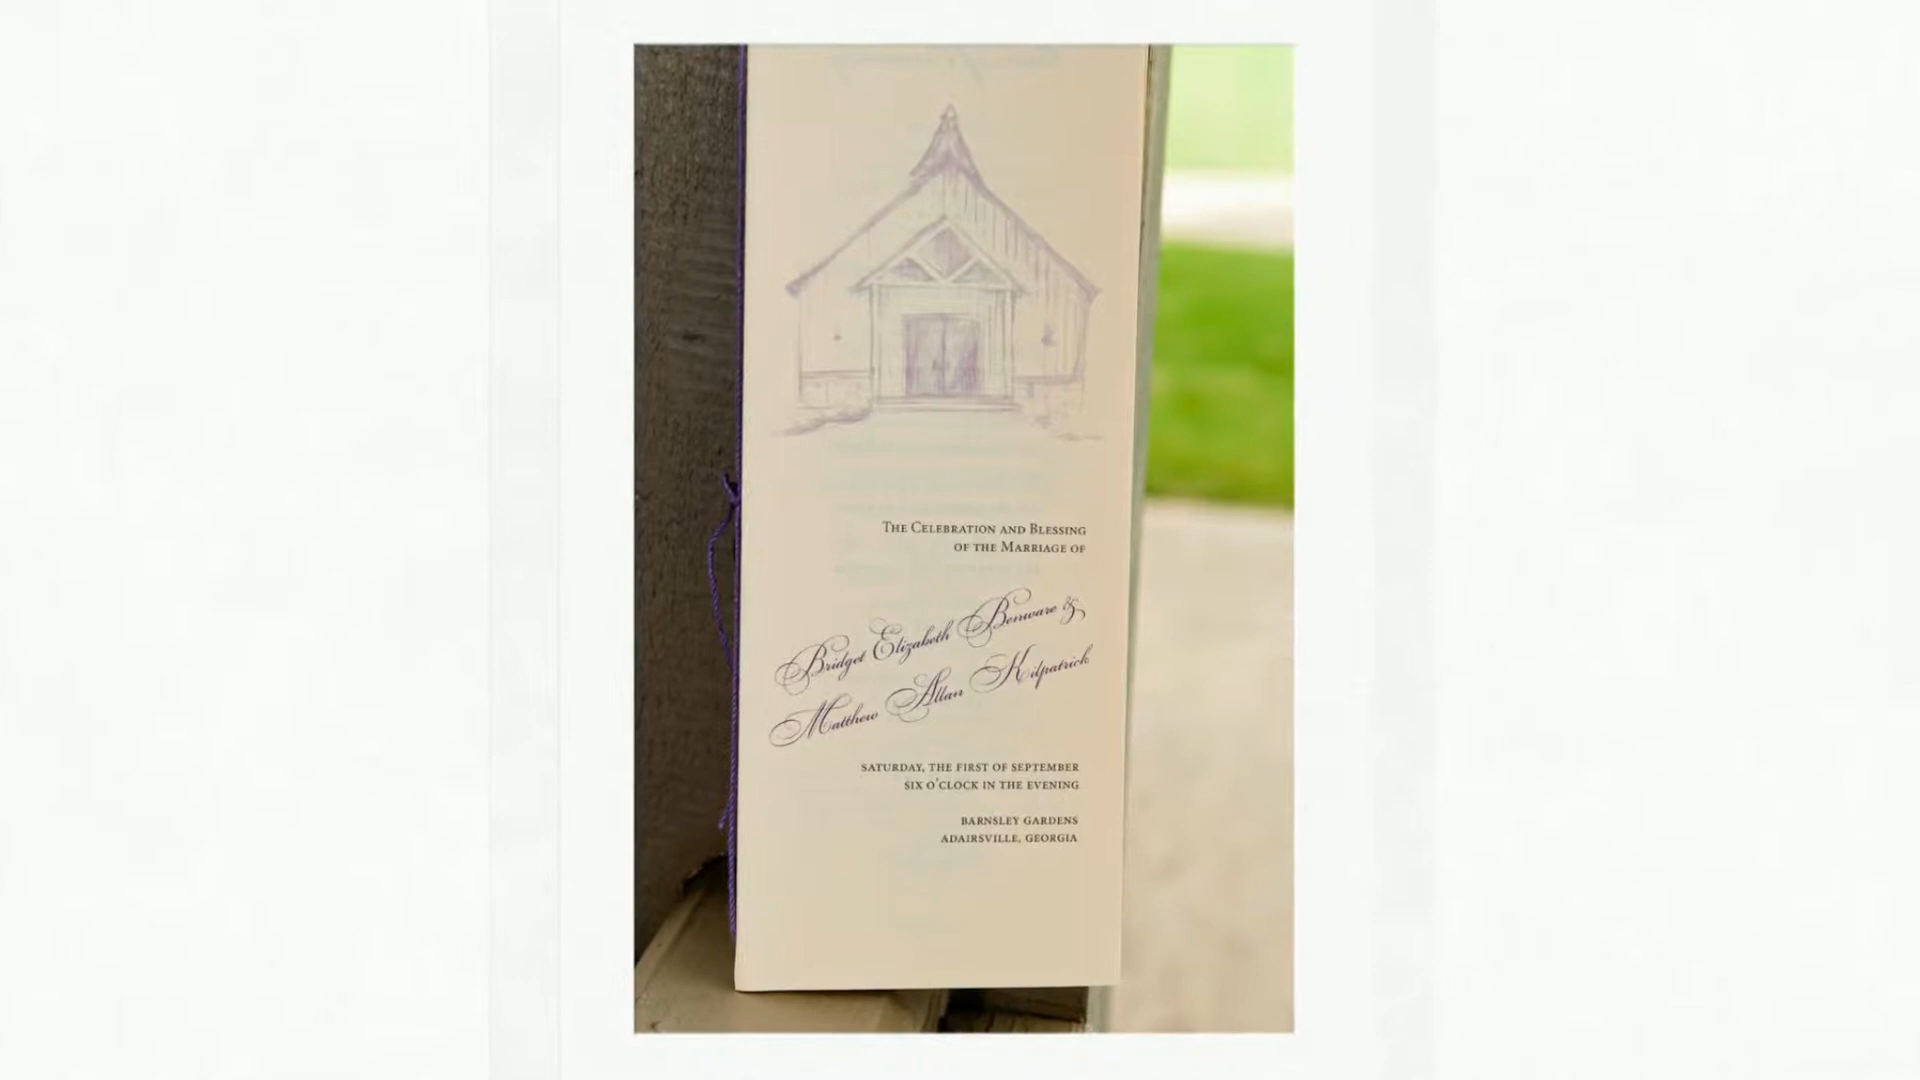 The Celebration and Blessing
of the Marriage of
Bridget Elizabeth Benware &
Matthew Allan Kilpatrick
Saturday, the first of September
six o'clock in the evening
Barnsley Gardens
Adairsville, Georgia